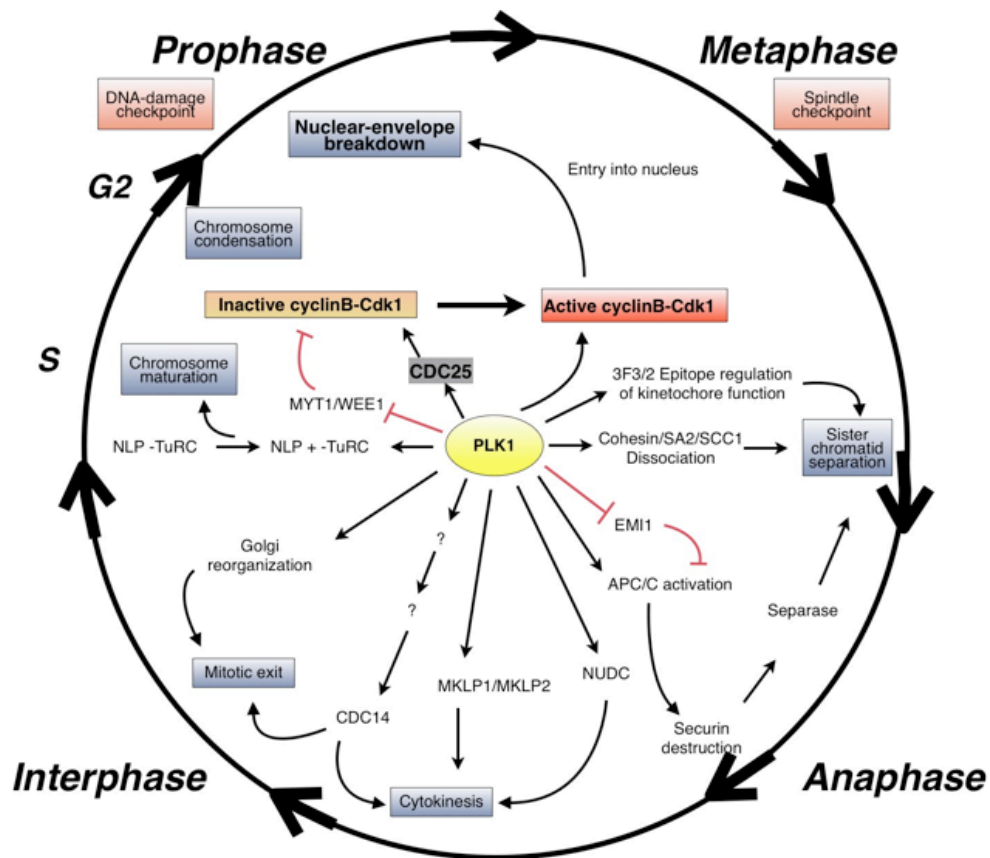 Prophase
Metaphase
DNA-damage
checkpoint
Spindle
checkpoint
Nuclear-envelope
breakdown
Entry into nucleus
G2
Chromosome
condensation
Inactive cyclinB-Cdk1
Active cyclinB-Cdk1
S
Chromosome
maturation
CDC25
3F3/2 Epitope regulation
of kinetochore function
MYT1/WEE1
NLP -TuRC
NLP + -TuRC
PLK1
Cohesin/SA2/SCC1
Dissociation
Sister
chromatid
separation
EMI1
?
Golgi
reorganization
APC/C activation
?
Separase
Mitotic exit
MKLP1/MKLP2
NUDC
CDC14
Securin
destruction
Interphase
Anaphase
Cytokinesis